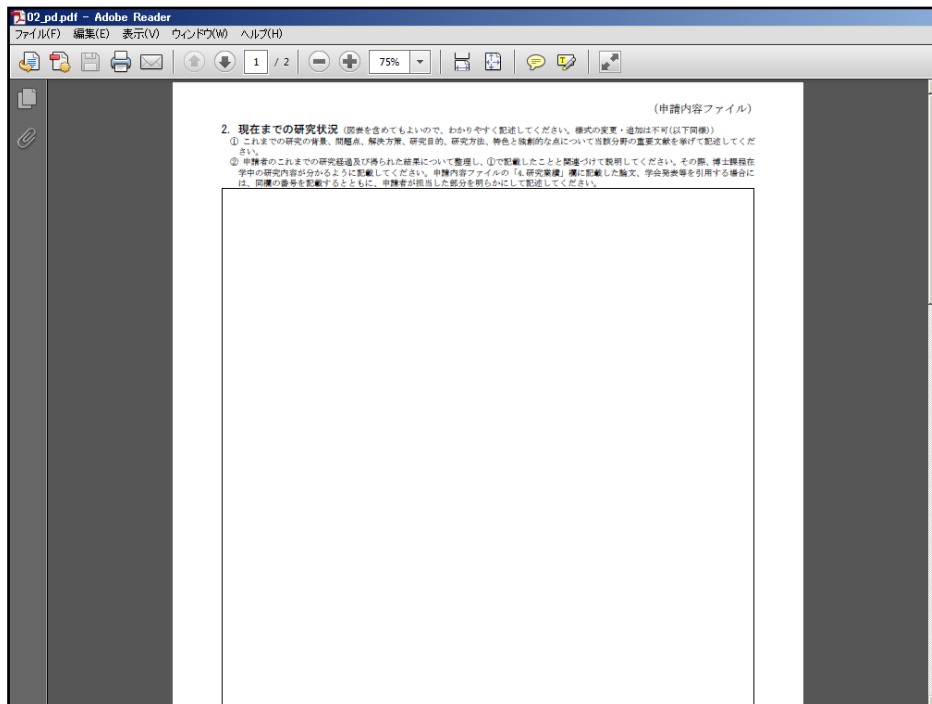 02_pd.pdf - Adobe Reader
ファイル(F) 編集(E) 表示(V) ウィンドウ(W) ヘルプ(H)
1 / 2 75%
(申請内容ファイル)
2. 現在までの研究状況 (図表を含めてもよいので、わかりやすく記述してください。様式の変更・追加は不可(以下同様))
① これまでの研究の背景、問題点、解決方策、研究目的、研究方法、特色と独創的な点について当該分野の重要文献を挙げて記述してくだ
さい。
② 申請者のこれまでの研究経過及び得られた結果について整理し、①で記載したことと関連づけて説明してください。その際、博士課程在
学中の研究内容が分かるように記載してください。申請内容ファイルの「4.研究業績」欄に記載した論文、学会発表等を引用する場合に
は、同欄の番号を記載するとともに、申請者が担当した部分を明らかにして記述してください。